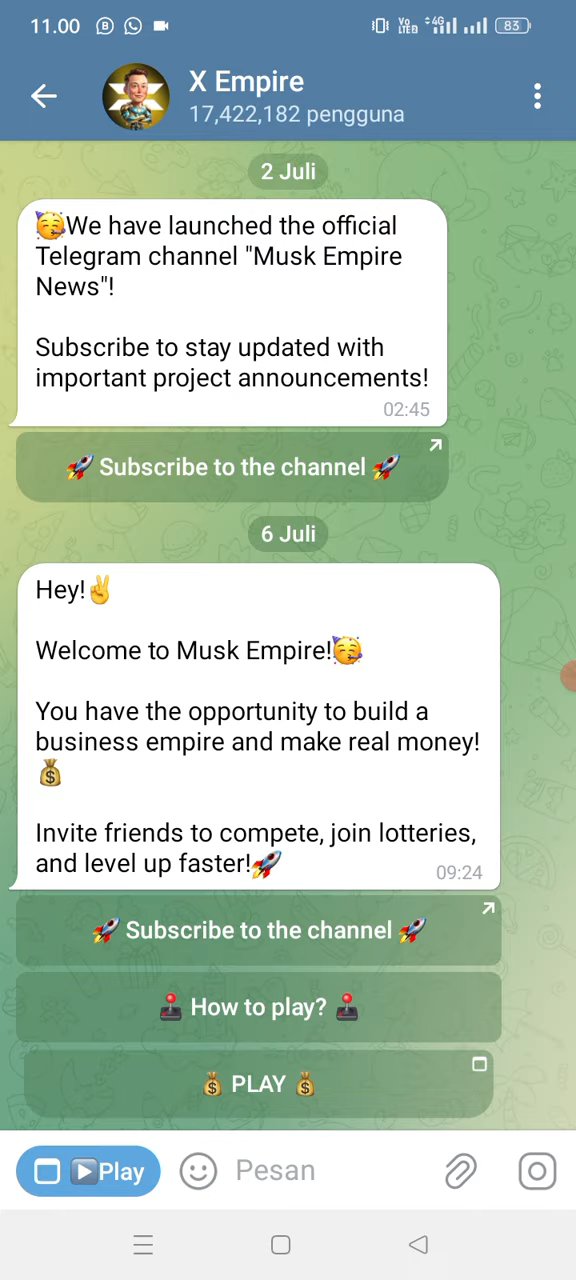 11.00
Vo
LTE
4G
83
X Empire
17,422,182 pengguna
2 Juli
🥳We have launched the official
Telegram channel "Musk Empire
News"!
Subscribe to stay updated with
important project announcements!
02:45
🚀 Subscribe to the channel 🚀
6 Juli
Hey!✌️
Welcome to Musk Empire!🥳
You have the opportunity to build a
business empire and make real money!
💰
Invite friends to compete, join lotteries,
and level up faster!🚀
09:24
🚀 Subscribe to the channel 🚀
🕹️ How to play? 🕹️
💰 PLAY 💰
▶️Play
Pesan